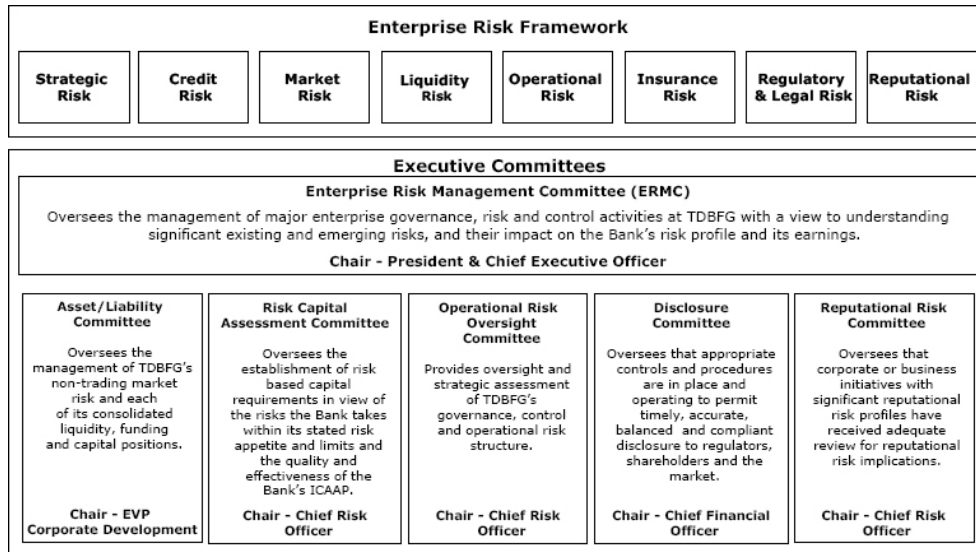 Enterprise Risk Framework
Strategic
Risk
Credit
Risk
Market
Risk
Liquidity
Risk
Operational
Risk
Insurance
Risk
Regulatory
& Legal Risk
Reputational
Risk
Executive Committees
Enterprise Risk Management Committee (ERMC)
Oversees the management of major enterprise governance, risk and control activities at TDBFG with a view to understanding
significant existing and emerging risks, and their impact on the Bank's risk profile and its earnings.
Chair - President & Chief Executive Officer
Asset/Liability
Committee
Oversees the
management of TDBFG's
non-trading market
risk and each
of its consolidated
liquidity, funding
and capital positions.
Chair - EVP
Corporate Development
Risk Capital
Assessment Committee
Oversees the
establishment of risk
based capital
requirements in view of
the risks the Bank takes
within its stated risk
appetite and limits and
the quality and
effectiveness of the
Bank's ICAAP.
Chair - Chief Risk
Officer
Operational Risk
Oversight
Committee
Provides oversight and
strategic assessment
of TDBFG's
governance, control
and operational risk
structure.
Chair - Chief Risk
Officer
Disclosure
Committee
Oversees that appropriate
controls and procedures
are in place and
operating to permit
timely, accurate,
balanced and compliant
disclosure to regulators,
shareholders and the
market.
Chair - Chief Financial
Officer
Reputational Risk
Committee
Oversees that
corporate or business
initiatives with
significant reputational
risk profiles have
received adequate
review for reputational
risk implications.
Chair - Chief Risk
Officer